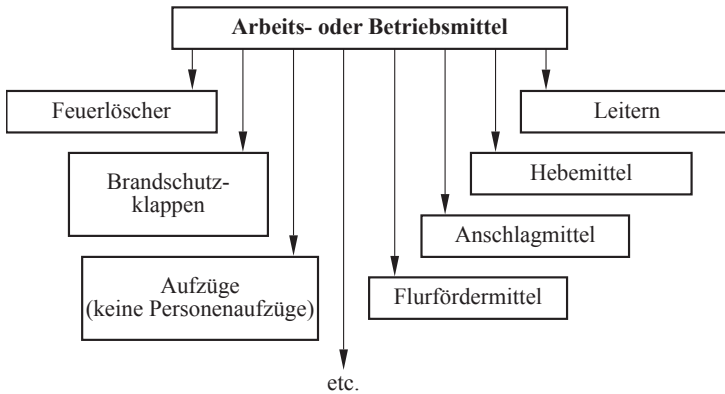 Arbeits- oder Betriebsmittel
Feuerlöscher
Leitern
Brandschutz-
klappen
Hebemittel
Anschlagmittel
Aufzüge
(keine Personenaufzüge)
Flurfördermittel
etc.